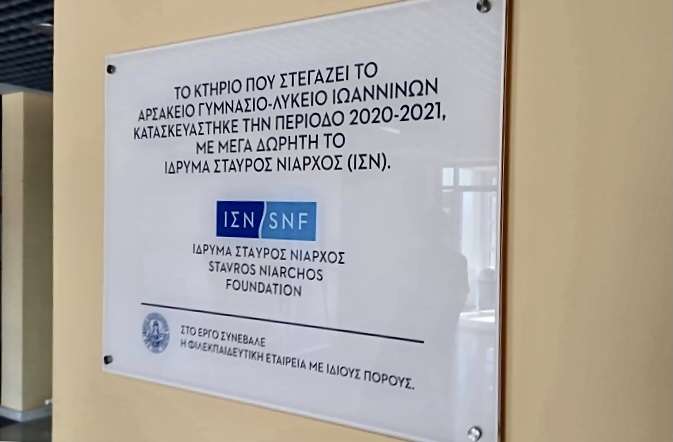 ΤΟ ΚΤΗΡΙΟ ΠΟΥ ΣΤΕΓΑΖΕΙ ΤΟ
ΑΡΣΑΚΕΙΟ ΓΥΜΝΑΣΙΟ-ΛΥΚΕΙΟ ΙΩΑΝΝΙΝΩΝ
ΚΑΤΑΣΚΕΥΑΣΤΗΚΕ ΤΗΝ ΠΕΡΙΟΔΟ 2020-2021,
ΜΕ ΜΕΓΑ ΔΩΡΗΤΗ ΤΟ
ΙΔΡΥΜΑ ΣΤΑΥΡΟΣ ΝΙΑΡΧΟΣ (ΙΣΝ).
ΙΣΝ/SNF
ΙΔΡΥΜΑ ΣΤΑΥΡΟΣ ΝΙΑΡΧΟΣ
STAVROS NIARCHOS
FOUNDATION
ΣΤΟ ΕΡΓΟ ΣΥΝΕΒΑΛΕ
Η ΦΙΛΕΚΠΑΙΔΕΥΤΙΚΗ ΕΤΑΙΡΕΙΑ ΜΕ ΙΔΙΟΥΣ ΠΟΡΟΥΣ.